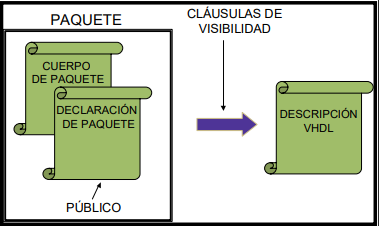 PAQUETE
CUERPO
DE PAQUETE
DECLARACIÓN
DE PAQUETE
PÚBLICO
CLÁUSULAS DE
VISIBILIDAD
DESCRIPCIÓN
VHDL